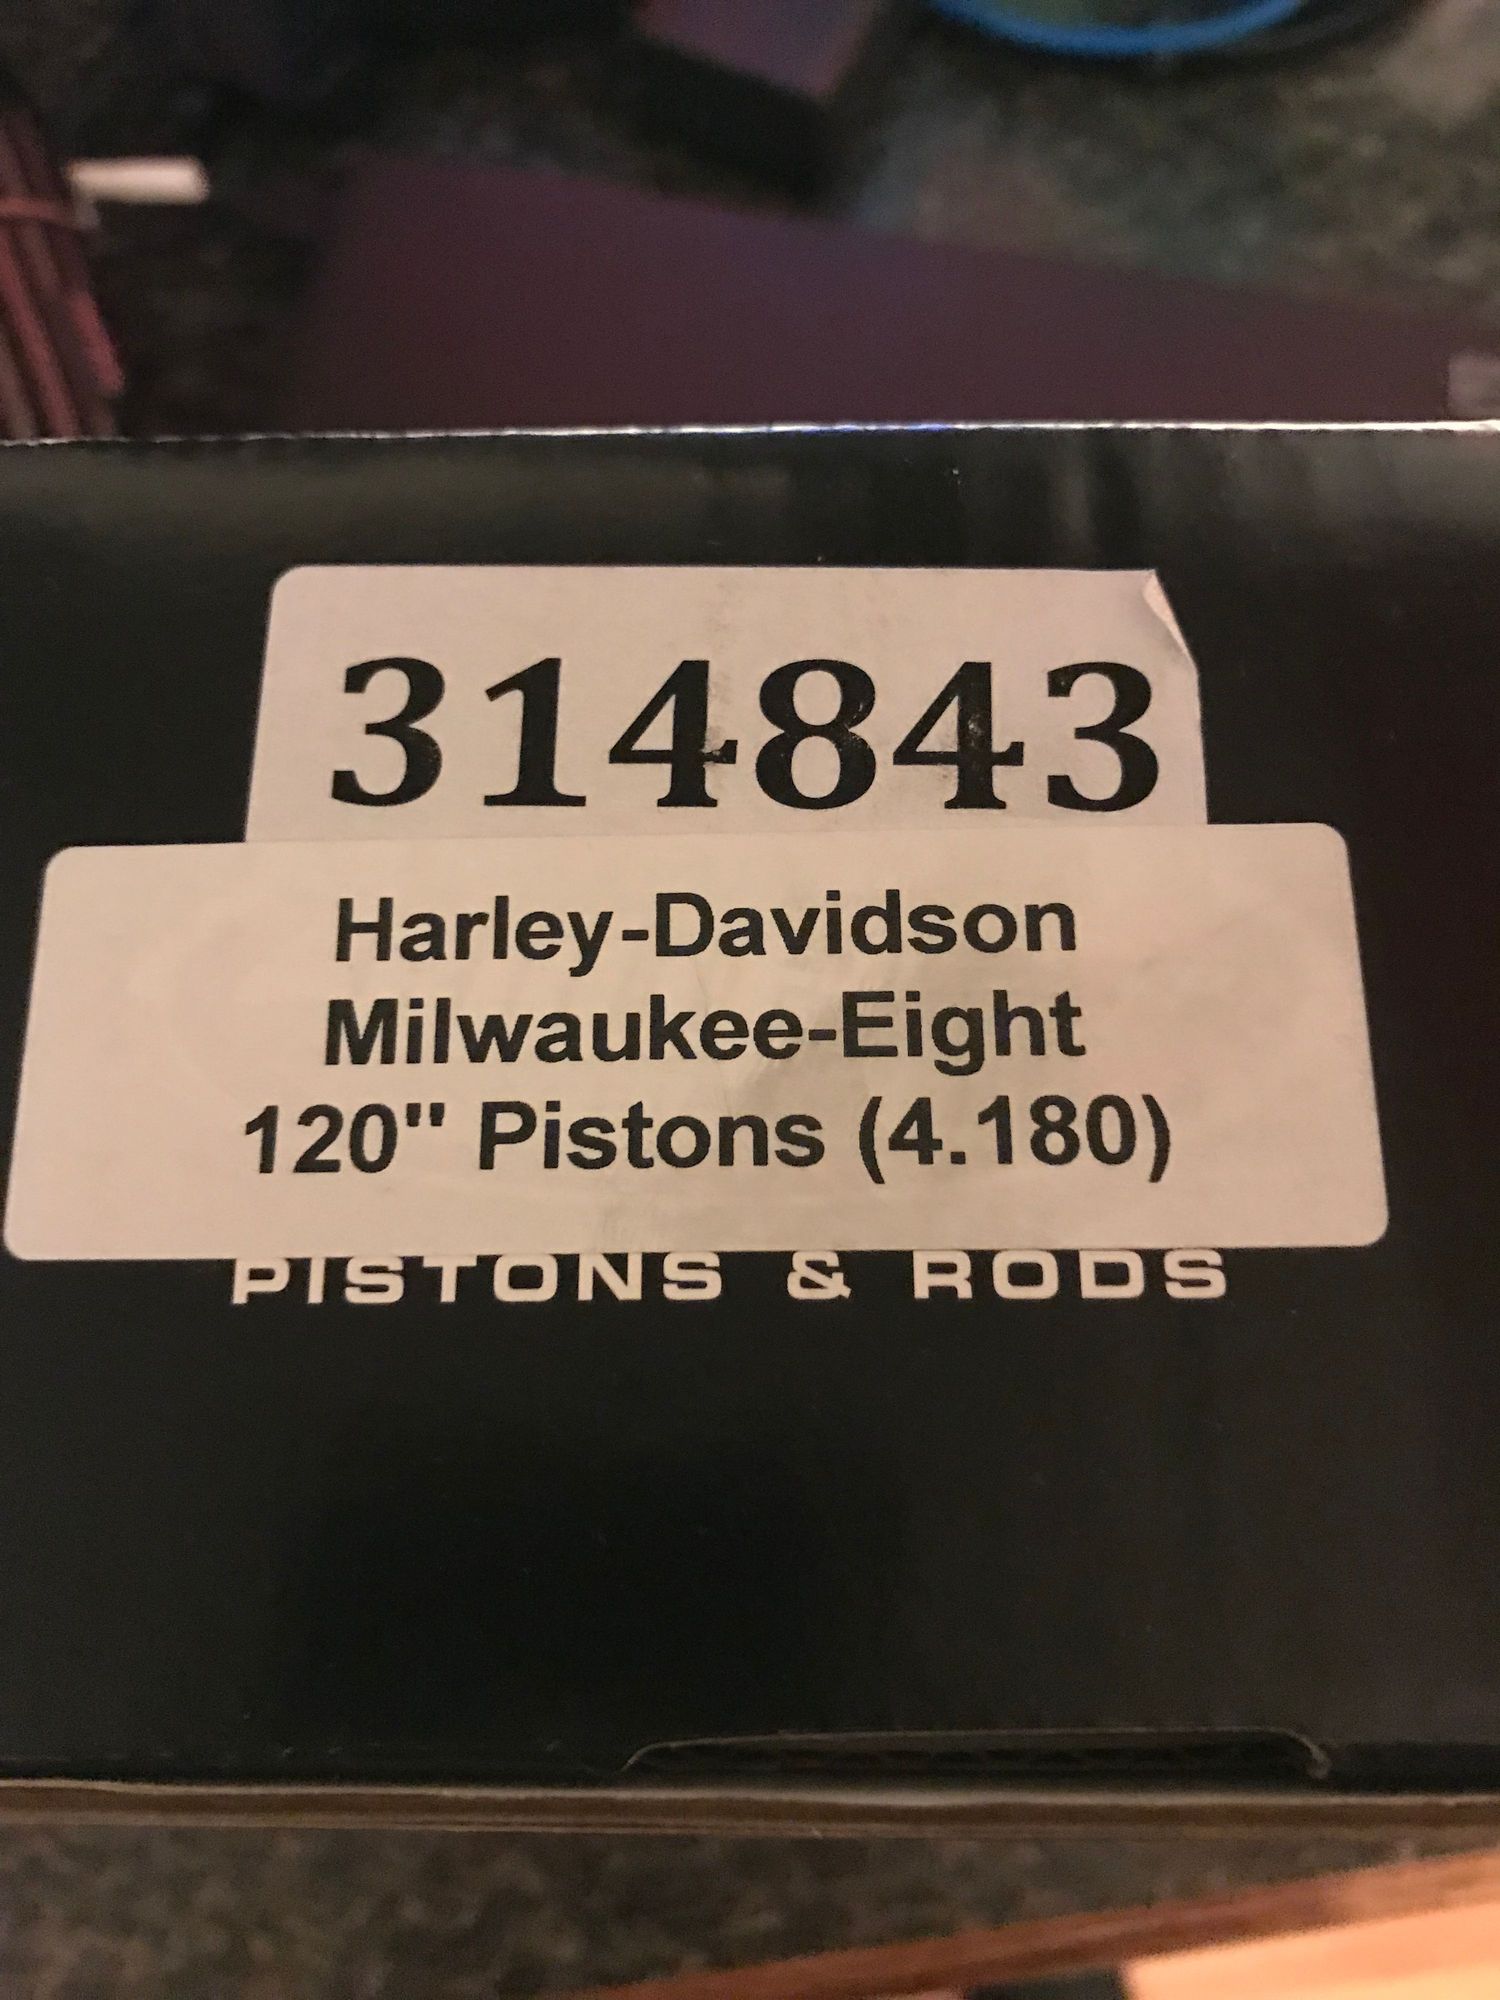 314843
Harley-Davidson
Milwaukee-Eight
120" Pistons (4.180)
PISTONS & RODS